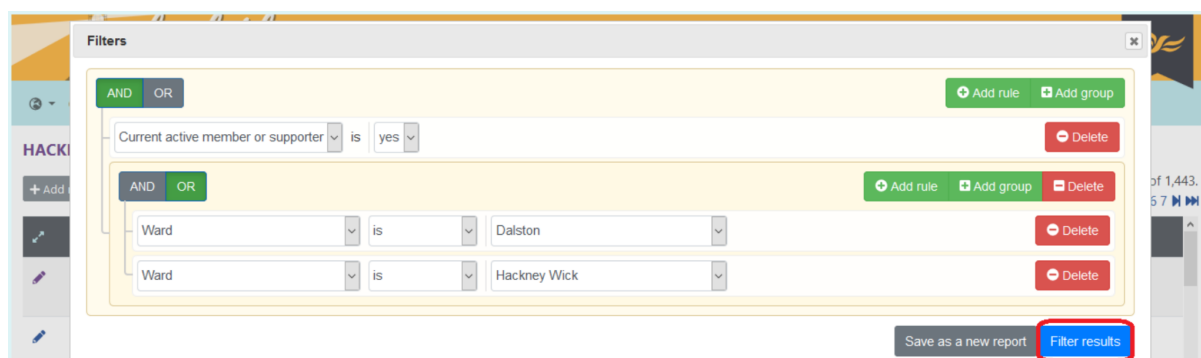 Filters
AND OR Add rule Add group
Current active member or supporter is yes Delete
HACK
+ Add
AND OR Add rule Add group Delete
of 1,443.
6 7
Ward is Dalston Delete
Ward is Hackney Wick Delete
Save as a new report Filter results